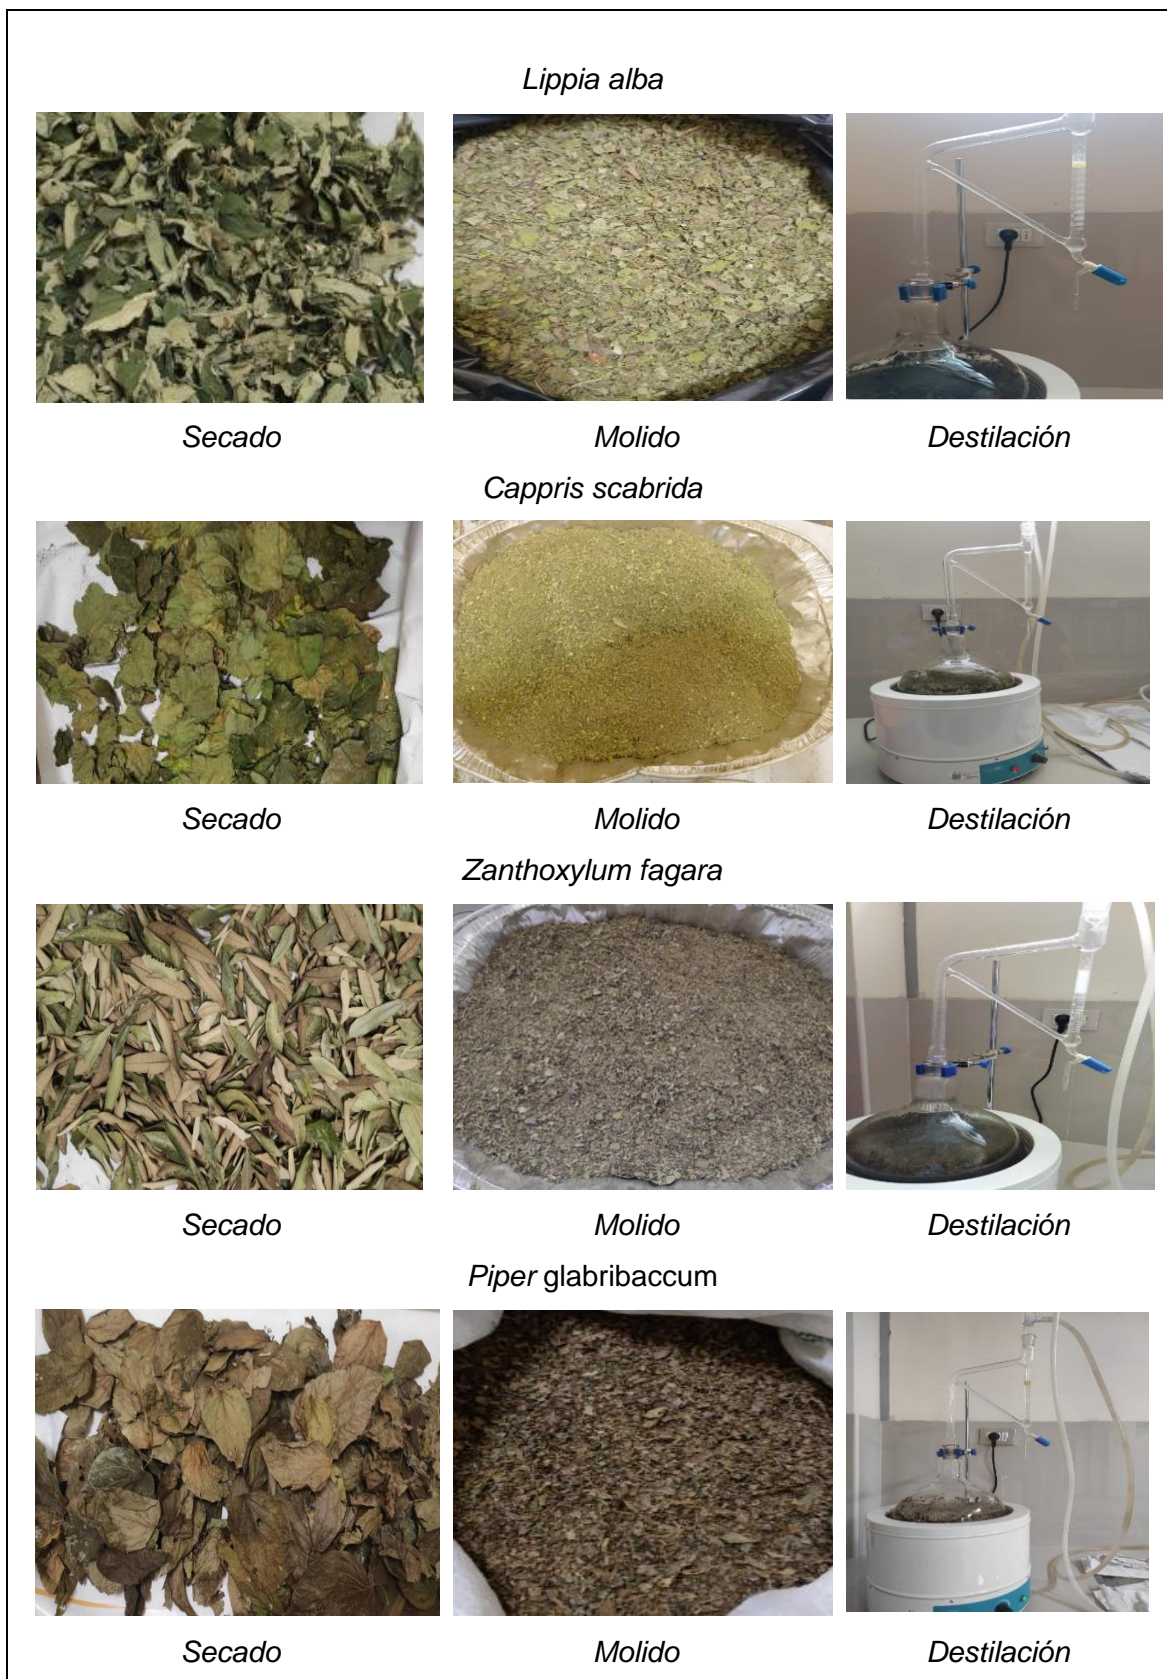 Lippia alba
Secado Molido Destilación
Cappris scabrida
Secado Molido Destilación
Zanthoxylum fagara
Secado Molido Destilación
Piper glabribaccum
Secado Molido Destilación